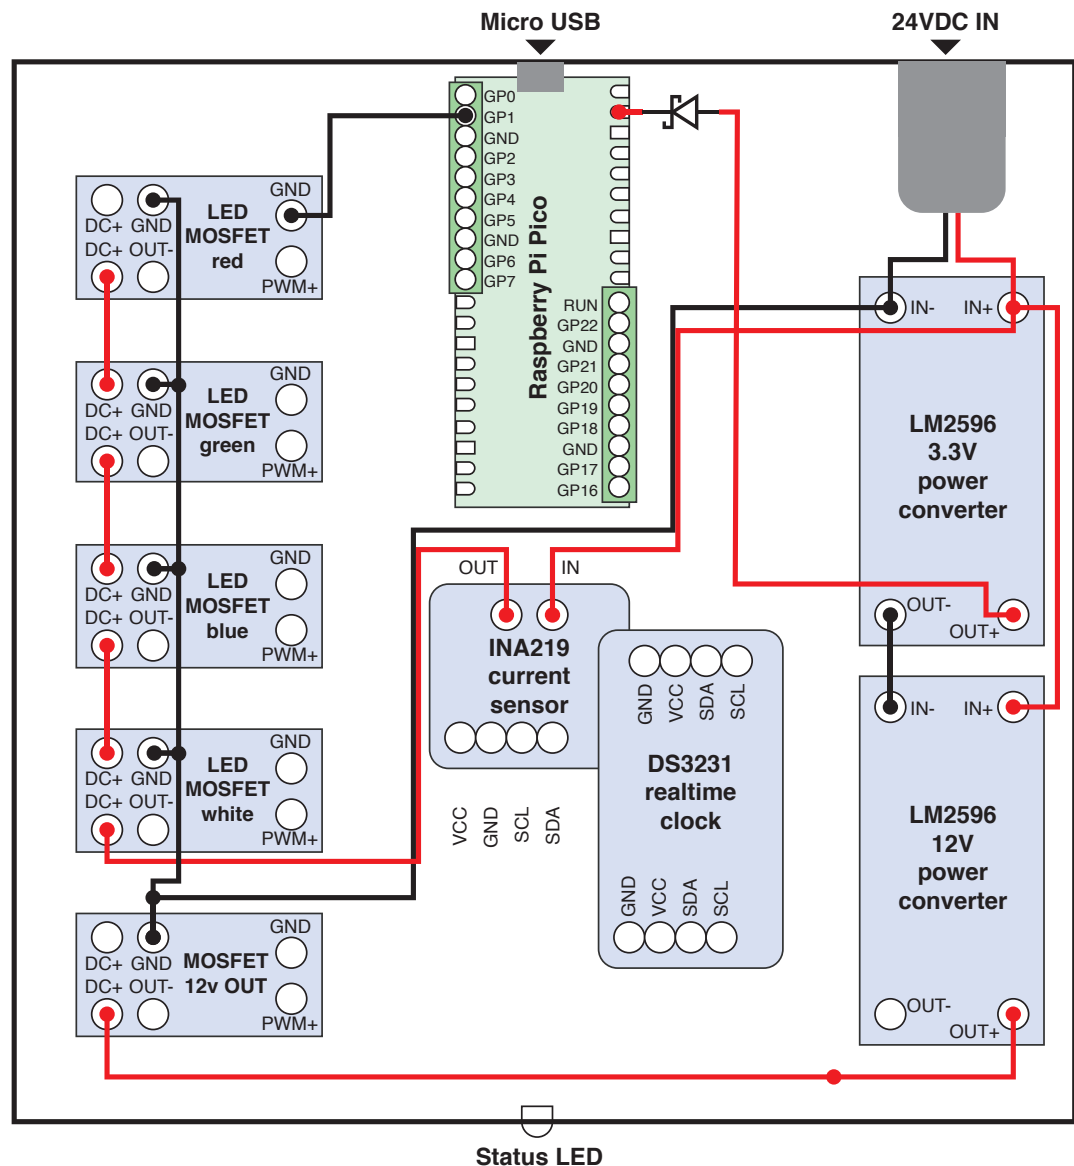 Micro USB
24VDC IN
GP0
GP1
GND
GP2
GP3
GP4
GP5
GND
GP6
GP7
Raspberry Pi Pico
RUN
GP22
GND
GP21
GP20
GP19
GP18
GND
GP17
GP16
DC+ GND
DC+ OUT-
LED
MOSFET
red
GND
PWM+
DC+ GND
DC+ OUT-
LED
MOSFET
green
GND
PWM+
DC+ GND
DC+ OUT-
LED
MOSFET
blue
GND
PWM+
DC+ GND
DC+ OUT-
LED
MOSFET
white
GND
PWM+
DC+ GND
DC+ OUT-
MOSFET
12v OUT
GND
PWM+
OUT
IN
INA219
current
sensor
VCC
GND
SCL
SDA
GND
VCC
SDA
SCL
DS3231
realtime
clock
GND
VCC
SDA
SCL
IN-
IN+
LM2596
3.3V
power
converter
OUT-
OUT+
IN-
IN+
LM2596
12V
power
converter
OUT-
OUT+
Status LED